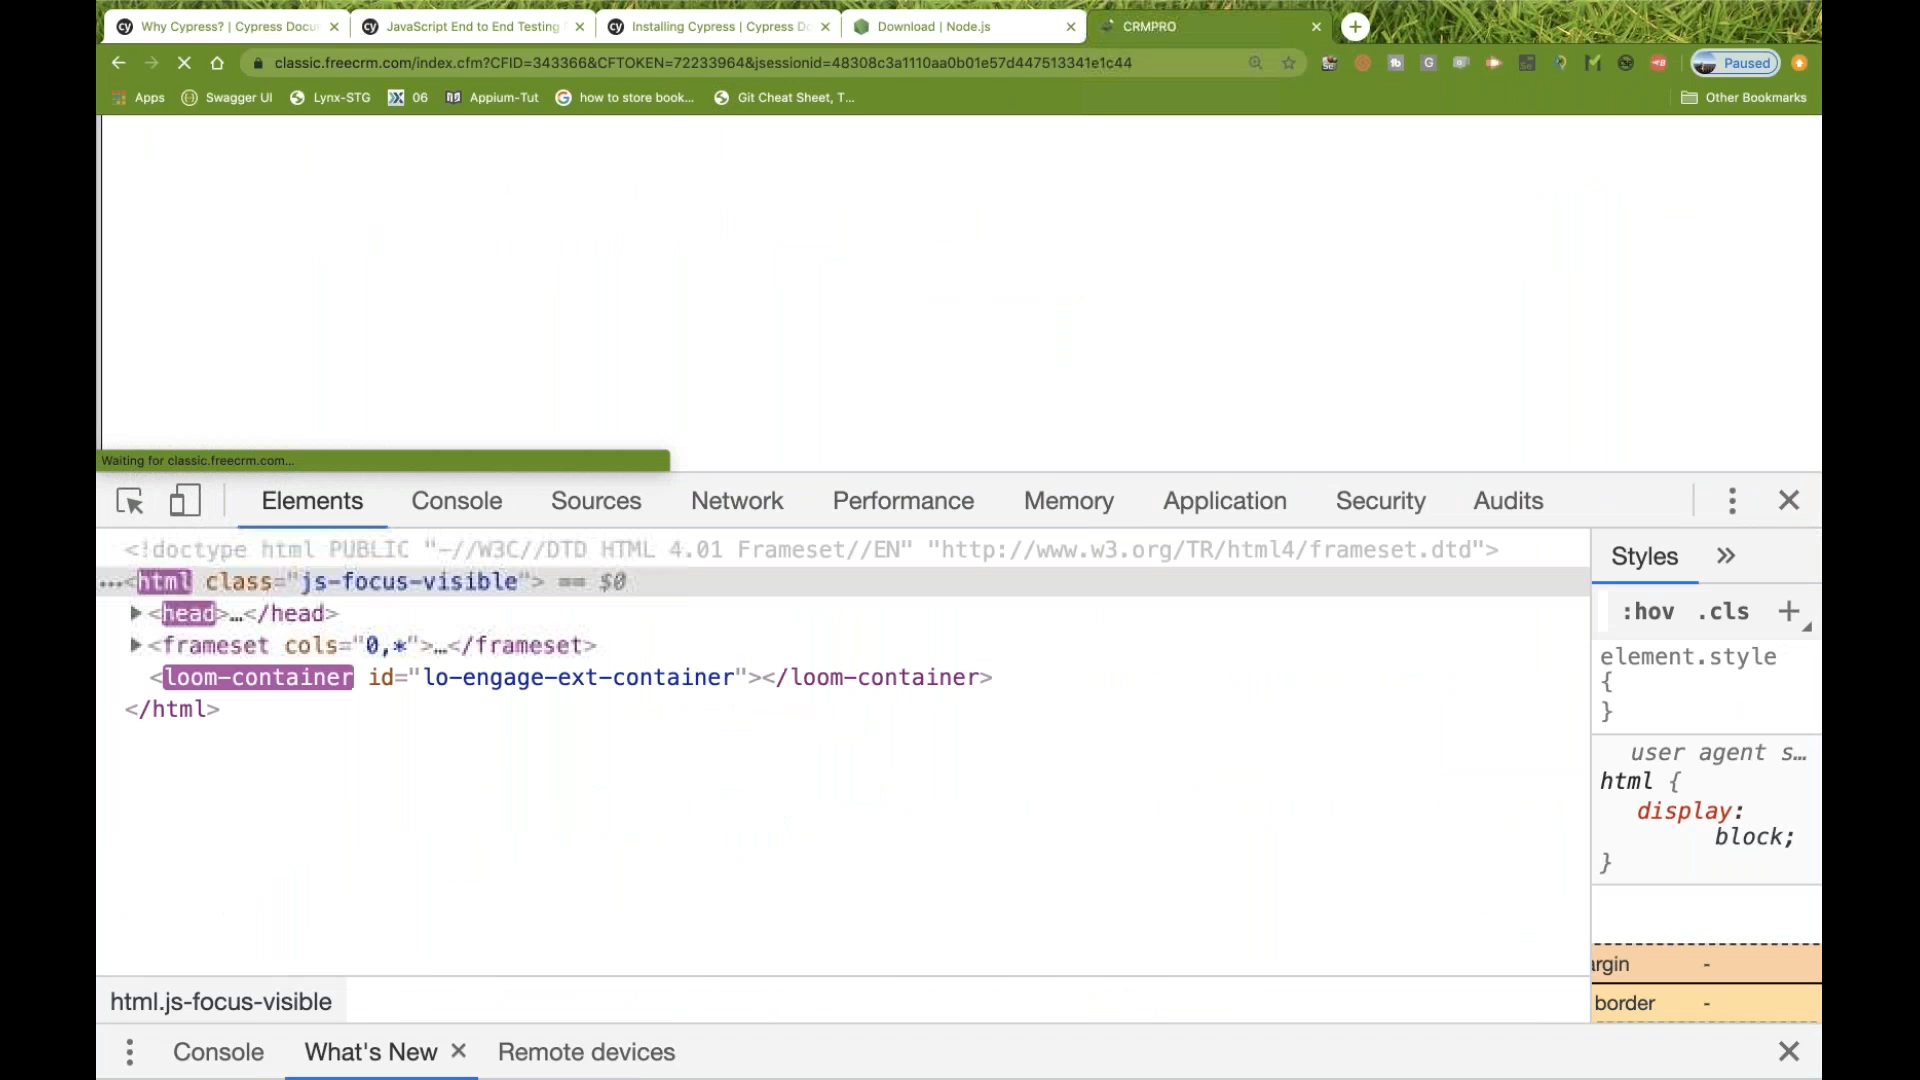 Why Cypress? | Cypress Docu
JavaScript End to End Testing
Installing Cypress | Cypress Do
Download | Node.js
CRMPRO
classic.freecrm.com/index.cfm?CFID=343366&CFTOKEN=72233964&jsessionid=48308c3a1110aa0b01e57d447513341e1c44
Paused
Apps
Swagger UI
Lynx-STG
06
Appium-Tut
how to store book...
Git Cheat Sheet, T...
Other Bookmarks
Waiting for classic.freecrm.com...
Elements Console Sources Network Performance Memory Application Security Audits
<!doctype html PUBLIC "-//W3C//DTD HTML 4.01 Frameset//EN" "http://www.w3.org/TR/html4/frameset.dtd">
...<html class="js-focus-visible"> == $0
<head>…</head>
<frameset cols="0,*">…</frameset>
<loom-container id="lo-engage-ext-container"></loom-container>
</html>
Styles
:hov .cls +
element.style
{
}
user agent s…
html {
display:
block;
}
argin -
border -
html.js-focus-visible
Console What's New Remote devices